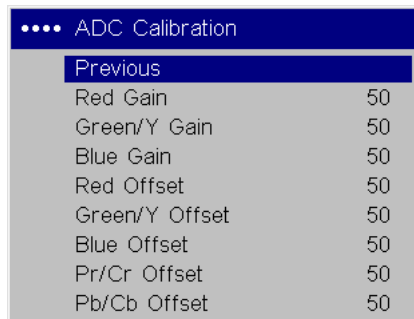 •••• ADC Calibration
Previous
Red Gain 50
Green/Y Gain 50
Blue Gain 50
Red Offset 50
Green/Y Offset 50
Blue Offset 50
Pr/Cr Offset 50
Pb/Cb Offset 50